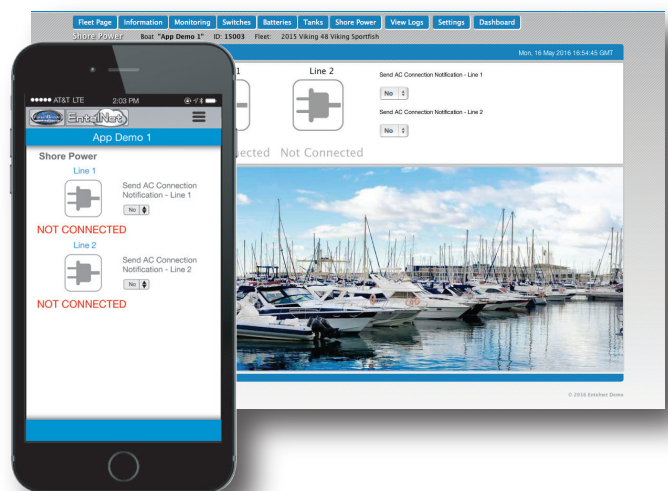 Fleet Page Information Monitoring Switches Batteries Tanks Shore Power View Logs Settings Dashboard
Shore Power Boat "App Demo 1" ID: 15003 Fleet: 2015 Viking 48 Viking Sportfish
Mon, 16 May 2016 16:54:45 GMT
1
Line 2
Send AC Connection Notification - Line 1
No
Send AC Connection Notification - Line 2
No
Not Connected
© 2016 Entelnet Demo
AT&T LTE 2:03 PM
EntelNet
App Demo 1
Shore Power
Line 1
Send AC Connection
Notification - Line 1
No
NOT CONNECTED
Line 2
Send AC Connection
Notification - Line 2
No
NOT CONNECTED